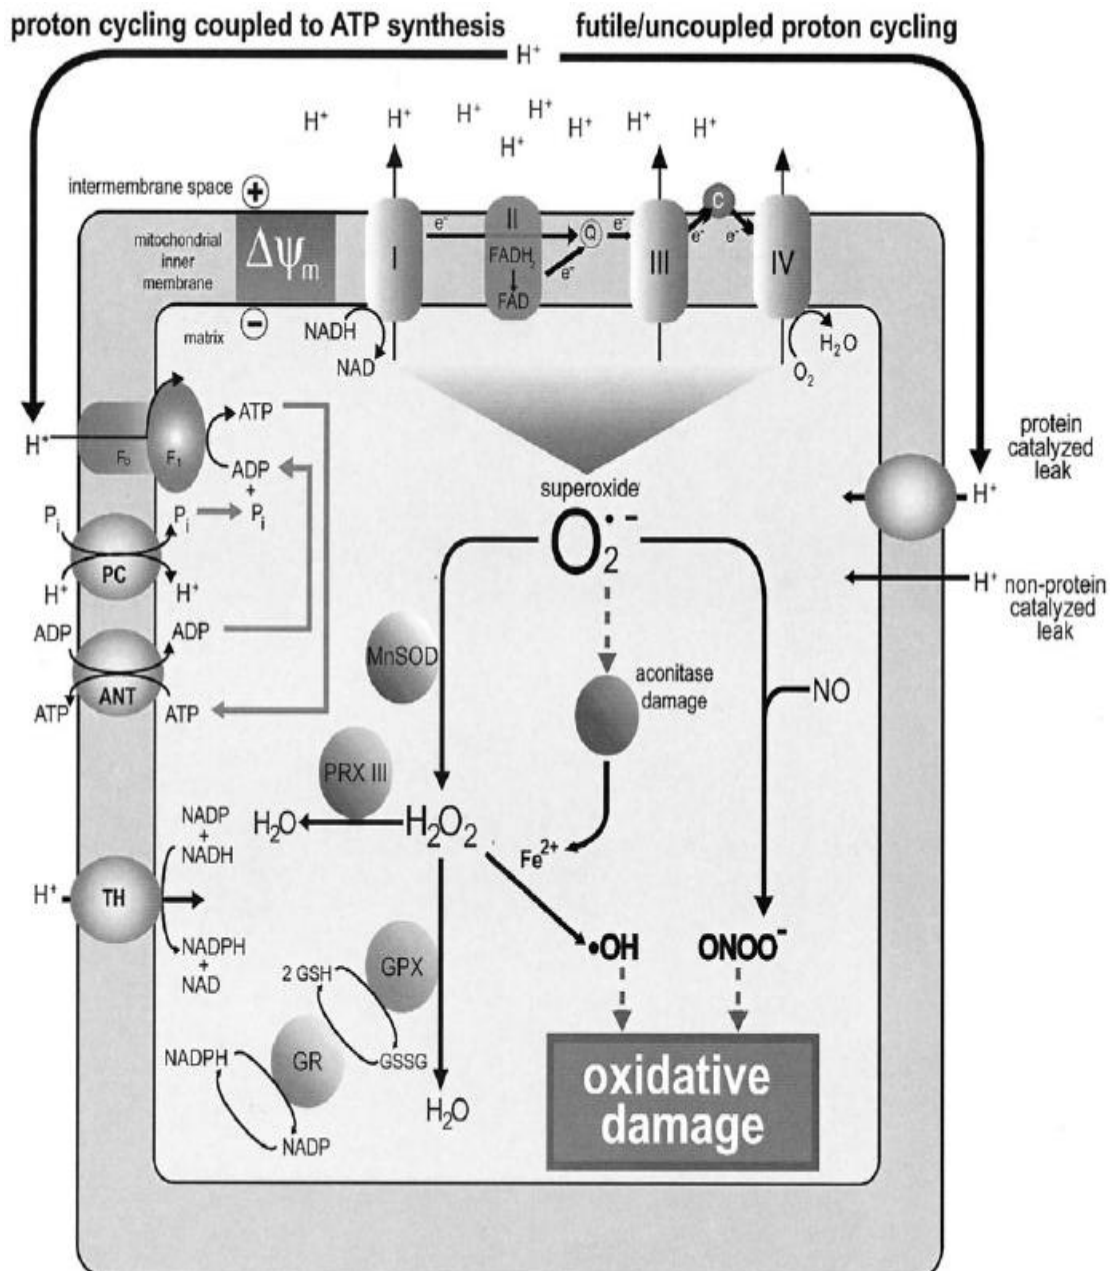 proton cycling coupled to ATP synthesis
futile/uncoupled proton cycling
H⁺
H⁺ H⁺ H⁺ H⁺ H⁺ H⁺ H⁺ H⁺
intermembrane space +
mitochondrial
inner
membrane
ΔΨm
−
matrix
I
e⁻
II
FADH₂
FAD
e⁻
Q
e⁻
III
e⁻
C
e⁻
IV
NADH
NAD
H₂O
O₂
H⁺
F₀
F₁
ATP
ADP
+
Pᵢ
Pᵢ
Pᵢ
PC
H⁺
H⁺
ADP
ADP
ANT
ATP
ATP
protein
catalyzed
leak
H⁺
H⁺
non-protein
catalyzed
leak
superoxide
O₂•−
MnSOD
aconitase
damage
NO
PRX III
H₂O
H₂O₂
Fe²⁺
NADP
+
NADH
H⁺
TH
NADPH
+
NAD
•OH
ONOO⁻
GPX
2 GSH
GSSG
GR
NADPH
NADP
H₂O
oxidative
damage